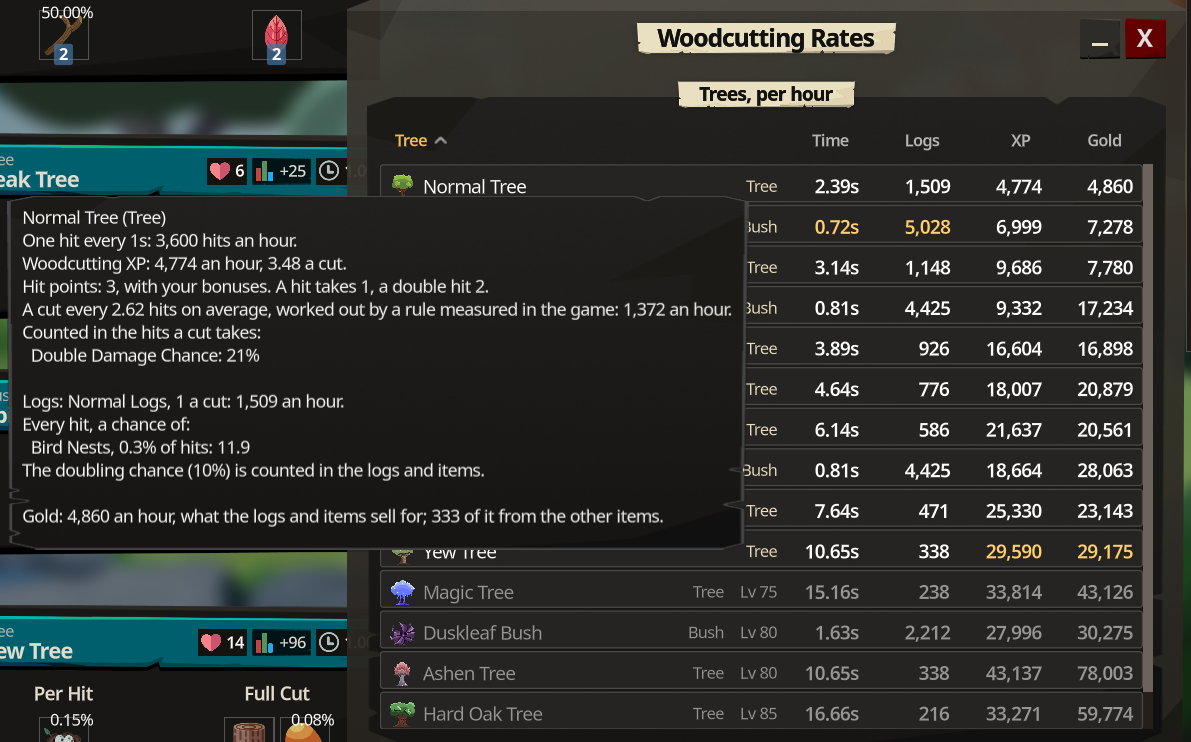 50.00%
2
2
Woodcutting Rates
X
Trees, per hour
Tree Time Logs XP Gold
eak Tree 6 +25
Normal Tree Tree 2.39s 1,509 4,774 4,860
Bush 0.72s 5,028 6,999 7,278
Tree 3.14s 1,148 9,686 7,780
Bush 0.81s 4,425 9,332 17,234
Tree 3.89s 926 16,604 16,898
Tree 4.64s 776 18,007 20,879
Tree 6.14s 586 21,637 20,561
Bush 0.81s 4,425 18,664 28,063
Tree 7.64s 471 25,330 23,143
Yew Tree Tree 10.65s 338 29,590 29,175
Magic Tree Tree Lv 75 15.16s 238 33,814 43,126
Duskleaf Bush Bush Lv 80 1.63s 2,212 27,996 30,275
Ashen Tree Tree Lv 80 10.65s 338 43,137 78,003
Hard Oak Tree Tree Lv 85 16.66s 216 33,271 59,774
Normal Tree (Tree)
One hit every 1s: 3,600 hits an hour.
Woodcutting XP: 4,774 an hour, 3.48 a cut.
Hit points: 3, with your bonuses. A hit takes 1, a double hit 2.
A cut every 2.62 hits on average, worked out by a rule measured in the game: 1,372 an hour.
Counted in the hits a cut takes:
Double Damage Chance: 21%
Logs: Normal Logs, 1 a cut: 1,509 an hour.
Every hit, a chance of:
Bird Nests, 0.3% of hits: 11.9
The doubling chance (10%) is counted in the logs and items.
Gold: 4,860 an hour, what the logs and items sell for; 333 of it from the other items.
ee
ew Tree 14 +96
Per Hit Full Cut
0.15% 0.08%